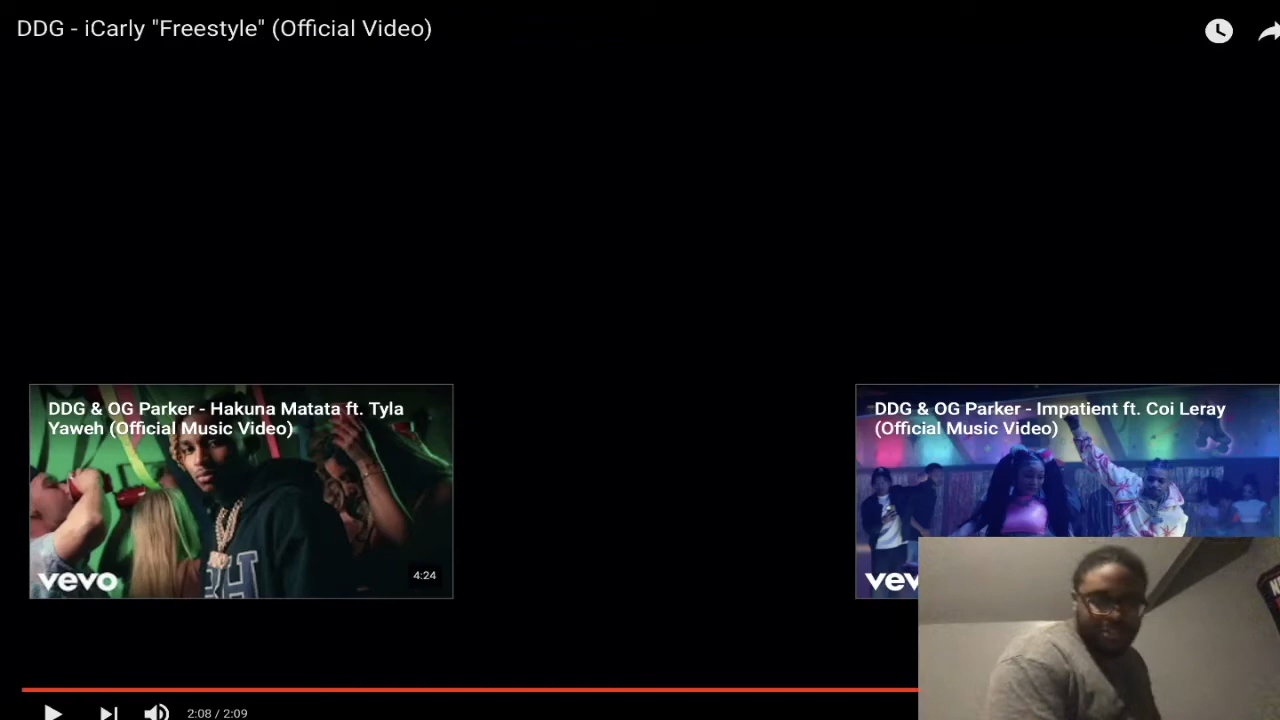 DDG - iCarly "Freestyle" (Official Video)
DDG & OG Parker - Hakuna Matata ft. Tyla
Yaweh (Official Music Video)
vevo
4:24
DDG & OG Parker - Impatient ft. Coi Leray
(Official Music Video)
2:08 / 2:09